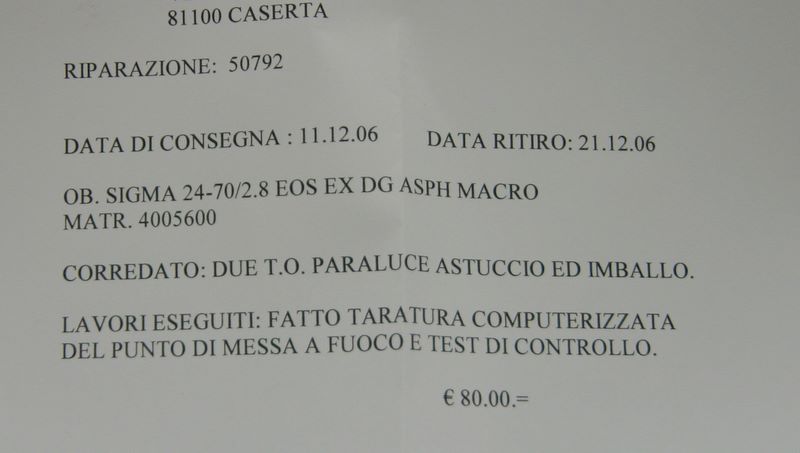 81100 CASERTA
RIPARAZIONE: 50792
DATA DI CONSEGNA : 11.12.06 DATA RITIRO: 21.12.06
OB. SIGMA 24-70/2.8 EOS EX DG ASPH MACRO
MATR. 4005600
CORREDATO: DUE T.O. PARALUCE ASTUCCIO ED IMBALLO.
LAVORI ESEGUITI: FATTO TARATURA COMPUTERIZZATA
DEL PUNTO DI MESSA A FUOCO E TEST DI CONTROLLO.
€ 80.00.=